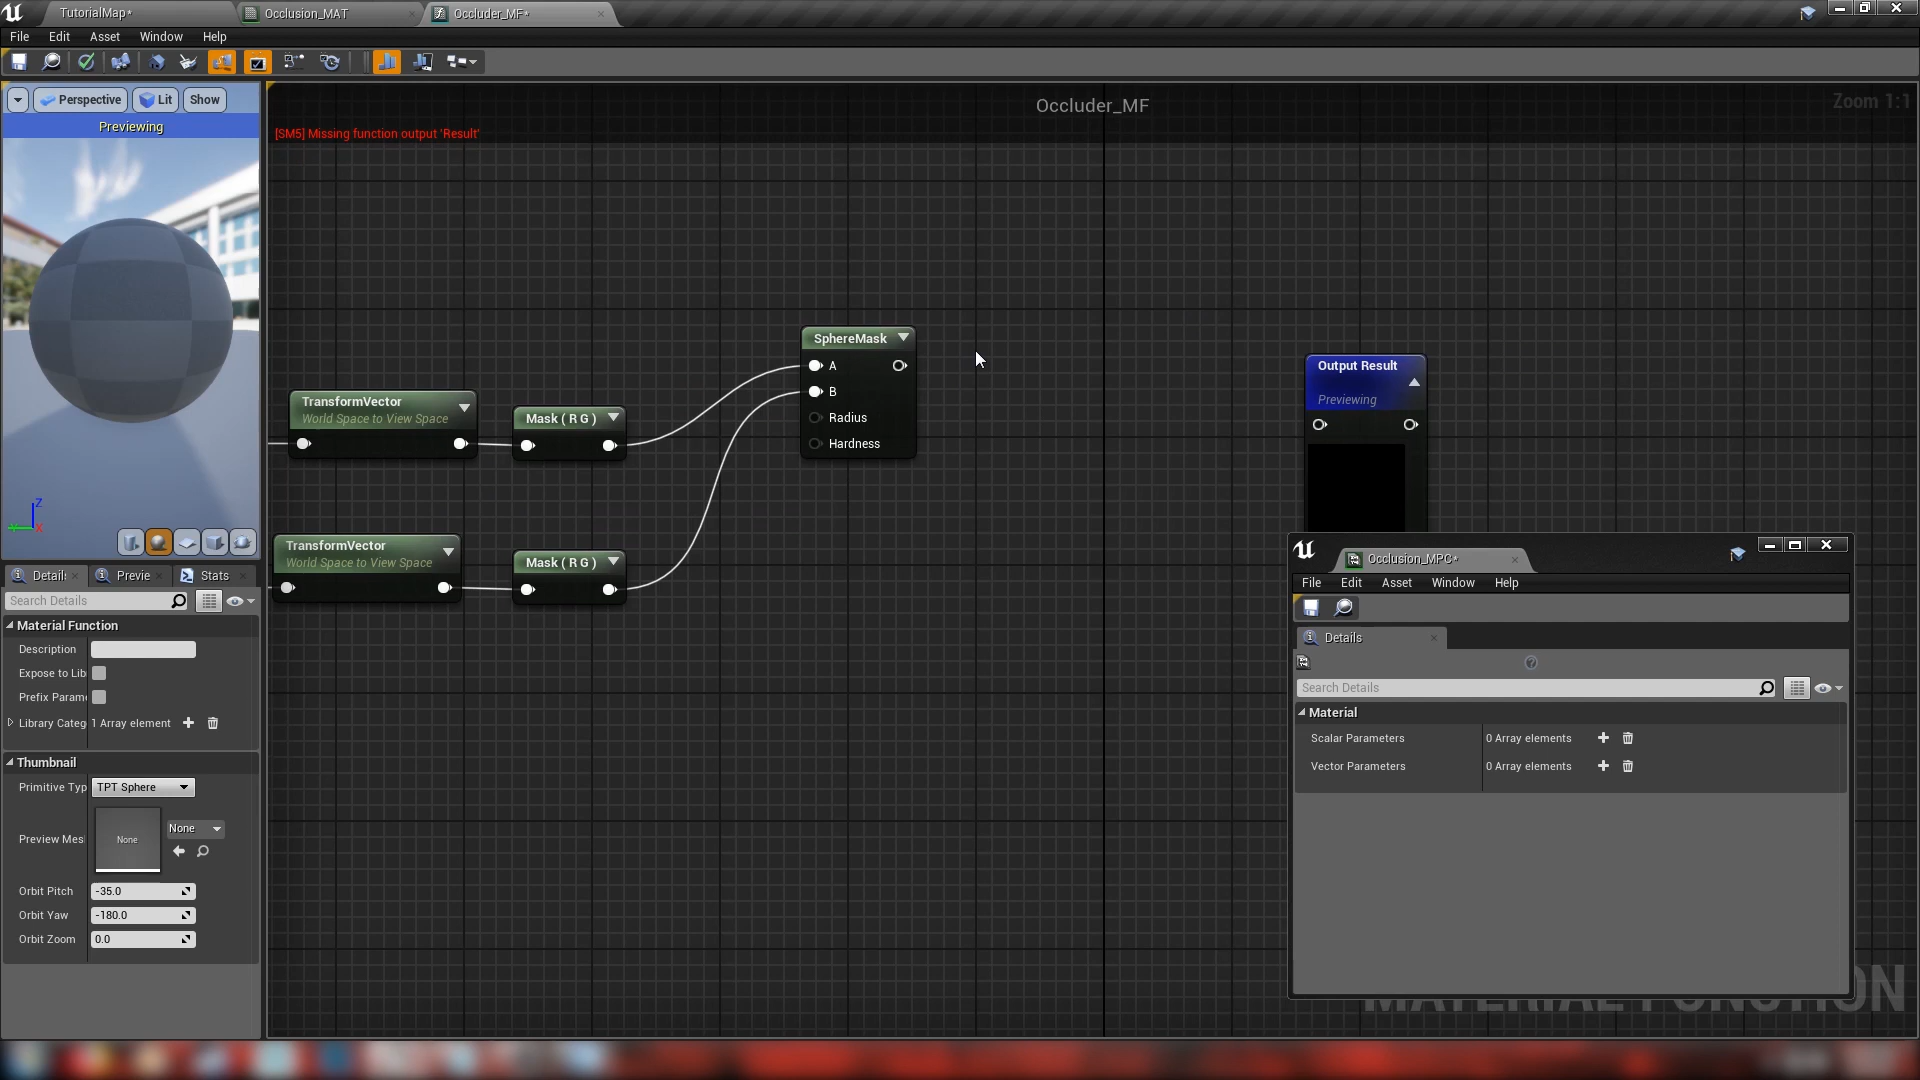 TutorialMap*
Occlusion_MAT
Occluder_MF*
File Edit Asset Window Help
Perspective
Lit
Show
Previewing
Occluder_MF
Zoom 1:1
[SM5] Missing function output 'Result'
SphereMask
A
B
Radius
Hardness
Output Result
Previewing
TransformVector
World Space to View Space
Mask ( R G )
TransformVector
World Space to View Space
Mask ( R G )
Z
X
Details
Previe
Stats
Search Details
Material Function
Description
Expose to Lib
Prefix Parame
Library Categ
1 Array element
Thumbnail
Primitive Typ
TPT Sphere
Preview Mes
None
None
Orbit Pitch
-35.0
Orbit Yaw
-180.0
Orbit Zoom
0.0
Occlusion_MPC*
File Edit Asset Window Help
Details
Search Details
Material
Scalar Parameters
0 Array elements
Vector Parameters
0 Array elements
MATERIAL FUNCTION